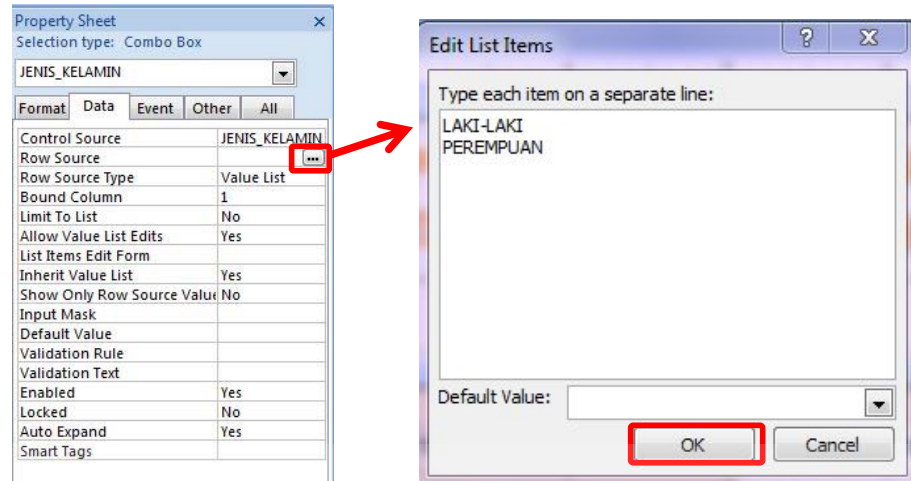 Property Sheet
Selection type: Combo Box
JENIS_KELAMIN
Format Data Event Other All
Control Source JENIS_KELAMIN
Row Source ...
Row Source Type Value List
Bound Column 1
Limit To List No
Allow Value List Edits Yes
List Items Edit Form
Inherit Value List Yes
Show Only Row Source Value No
Input Mask
Default Value
Validation Rule
Validation Text
Enabled Yes
Locked No
Auto Expand Yes
Smart Tags
Edit List Items
Type each item on a separate line:
LAKI-LAKI
PEREMPUAN
Default Value:
OK Cancel